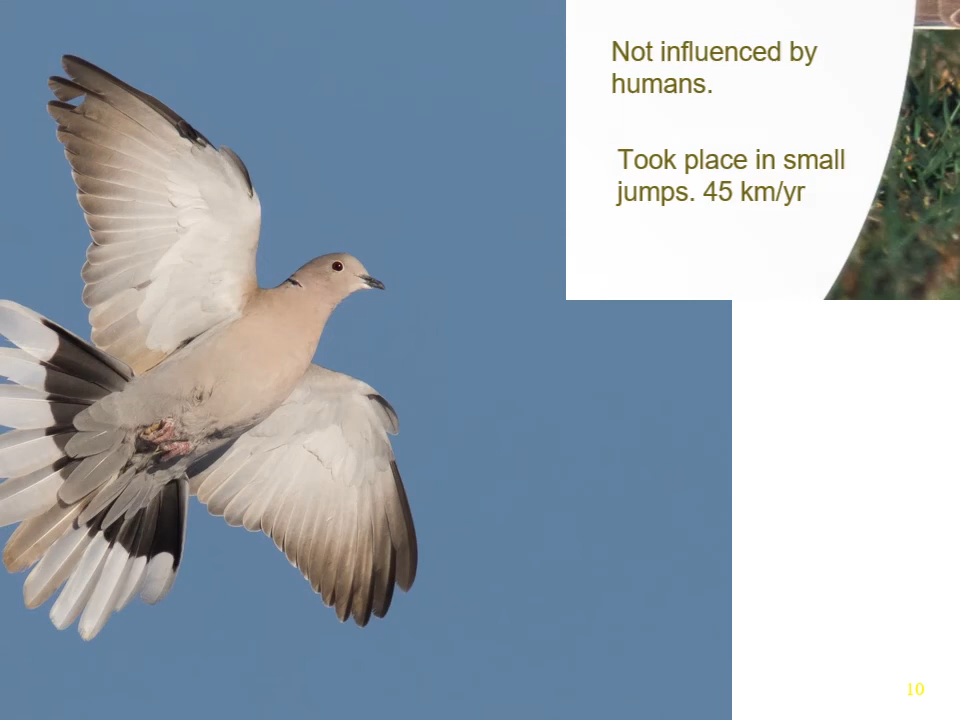 Not influenced by
humans.
Took place in small
jumps. 45 km/yr
10